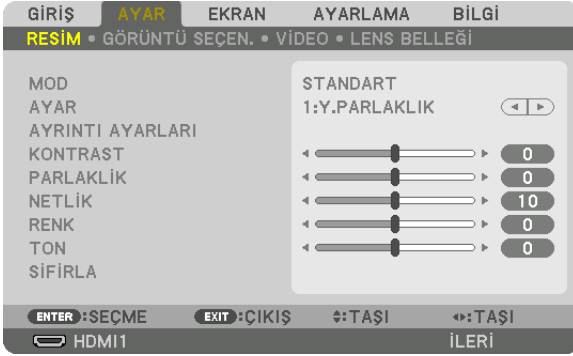 GİRİŞ AYAR EKRAN AYARLAMA BİLGİ
RESİM • GÖRÜNTÜ SEÇEN. • VİDEO • LENS BELLEĞİ
MOD STANDART
AYAR 1:Y.PARLAKLIK
AYRINTI AYARLARI
KONTRAST 0
PARLAKLİK 0
NETLİK 10
RENK 0
TON 0
SİFİRLA
ENTER :SEÇME EXIT :ÇIKIŞ :TAŞI :TAŞI
HDMI1 İLERİ